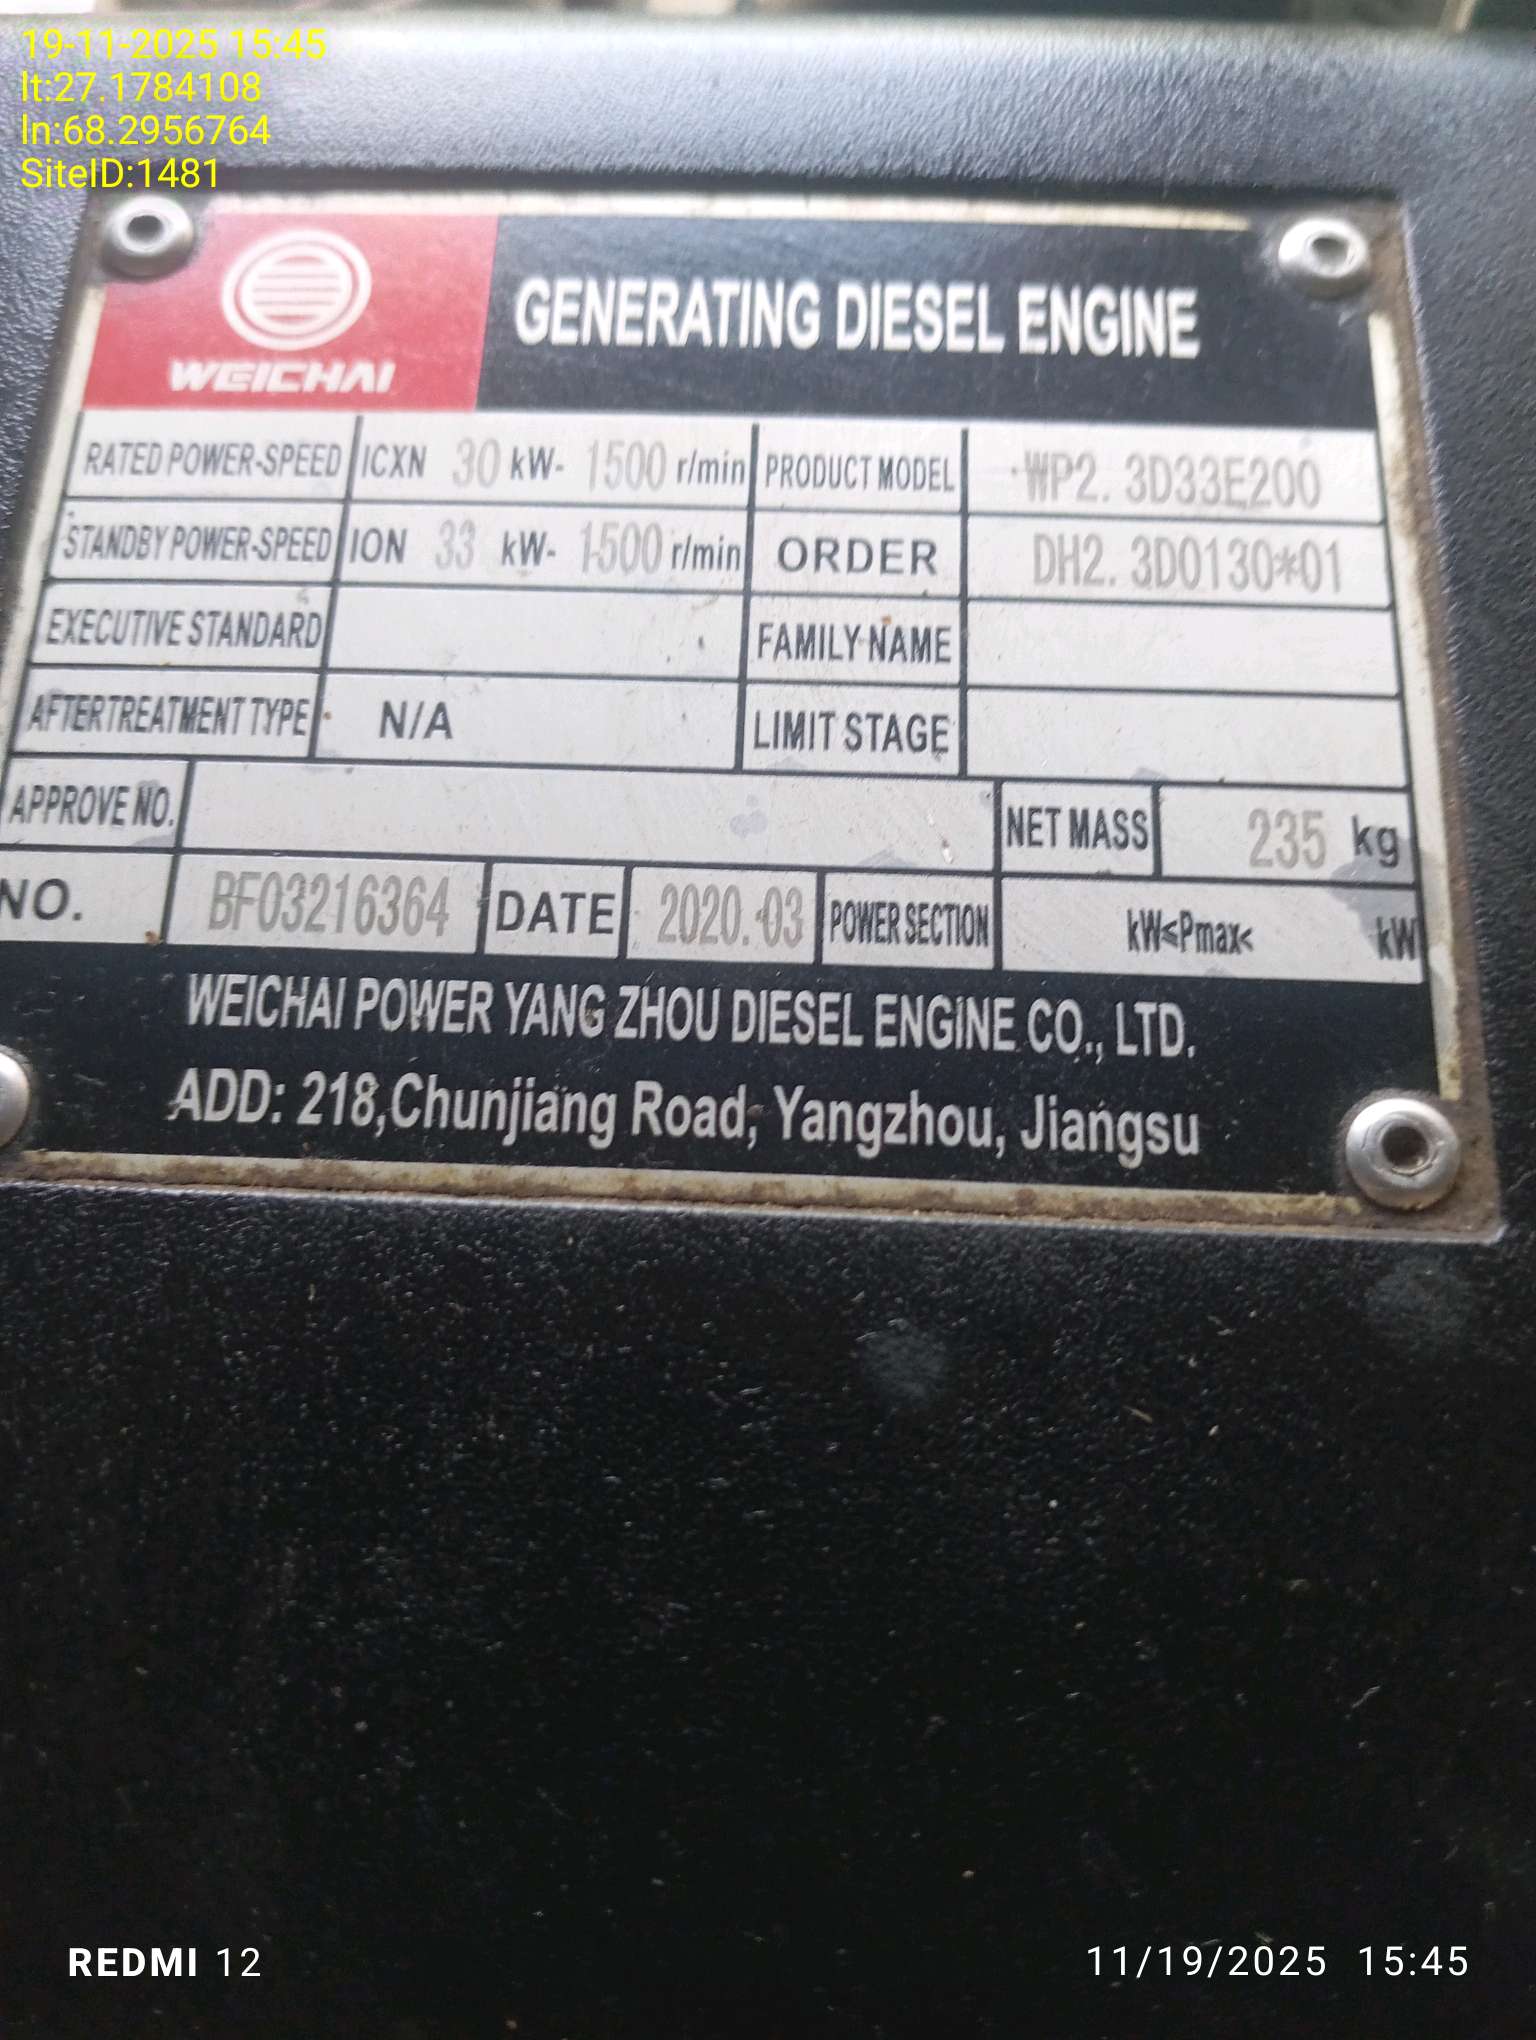 19-11-2025 15:45
lt:27.1784108
ln:68.2956764
SiteID:1481
WEICHAI
GENERATING DIESEL ENGINE
RATED POWER-SPEED ICXN 30 kW- 1500 r/min PRODUCT MODEL WP2. 3D33E200
STANDBY POWER-SPEED ION 33 kW- 1500 r/min ORDER DH2. 3D0130*01
EXECUTIVE STANDARD FAMILY NAME
AFTERTREATMENT TYPE N/A LIMIT STAGE
APPROVE NO. NET MASS 235 kg
NO. BF03216364 DATE 2020.03 POWER SECTION kW≤Pmax< kW
WEICHAI POWER YANG ZHOU DIESEL ENGINE CO., LTD.
ADD: 218,Chunjiang Road, Yangzhou, Jiangsu
REDMI 12
11/19/2025 15:45